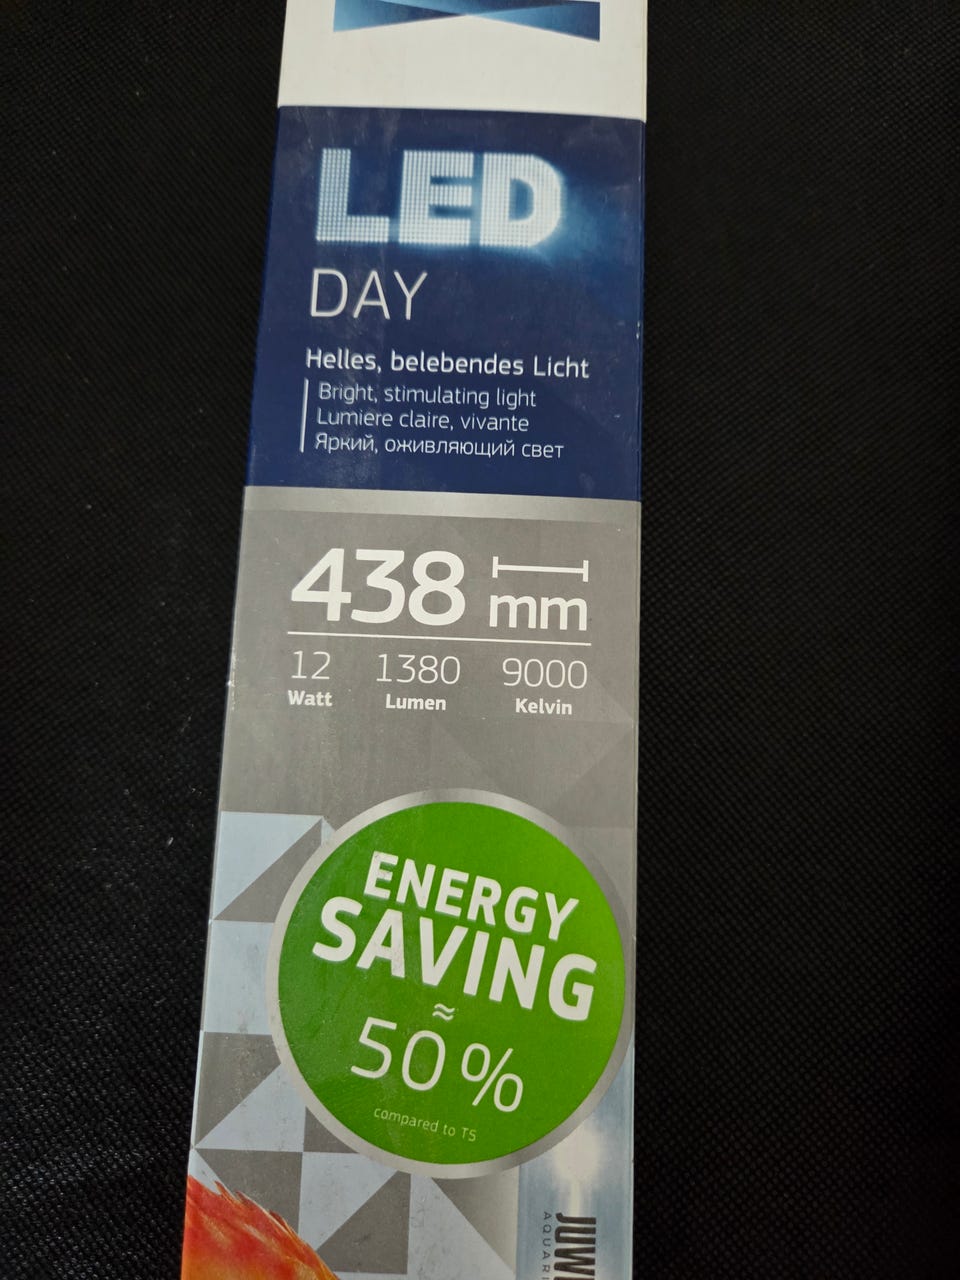 LED
DAY
Helles, belebendes Licht
Bright, stimulating light
Lumière claire, vivante
Яркий, оживляющий свет
438 mm
12 1380 9000
Watt Lumen Kelvin
ENERGY
SAVING
≈
50 %
compared to T5